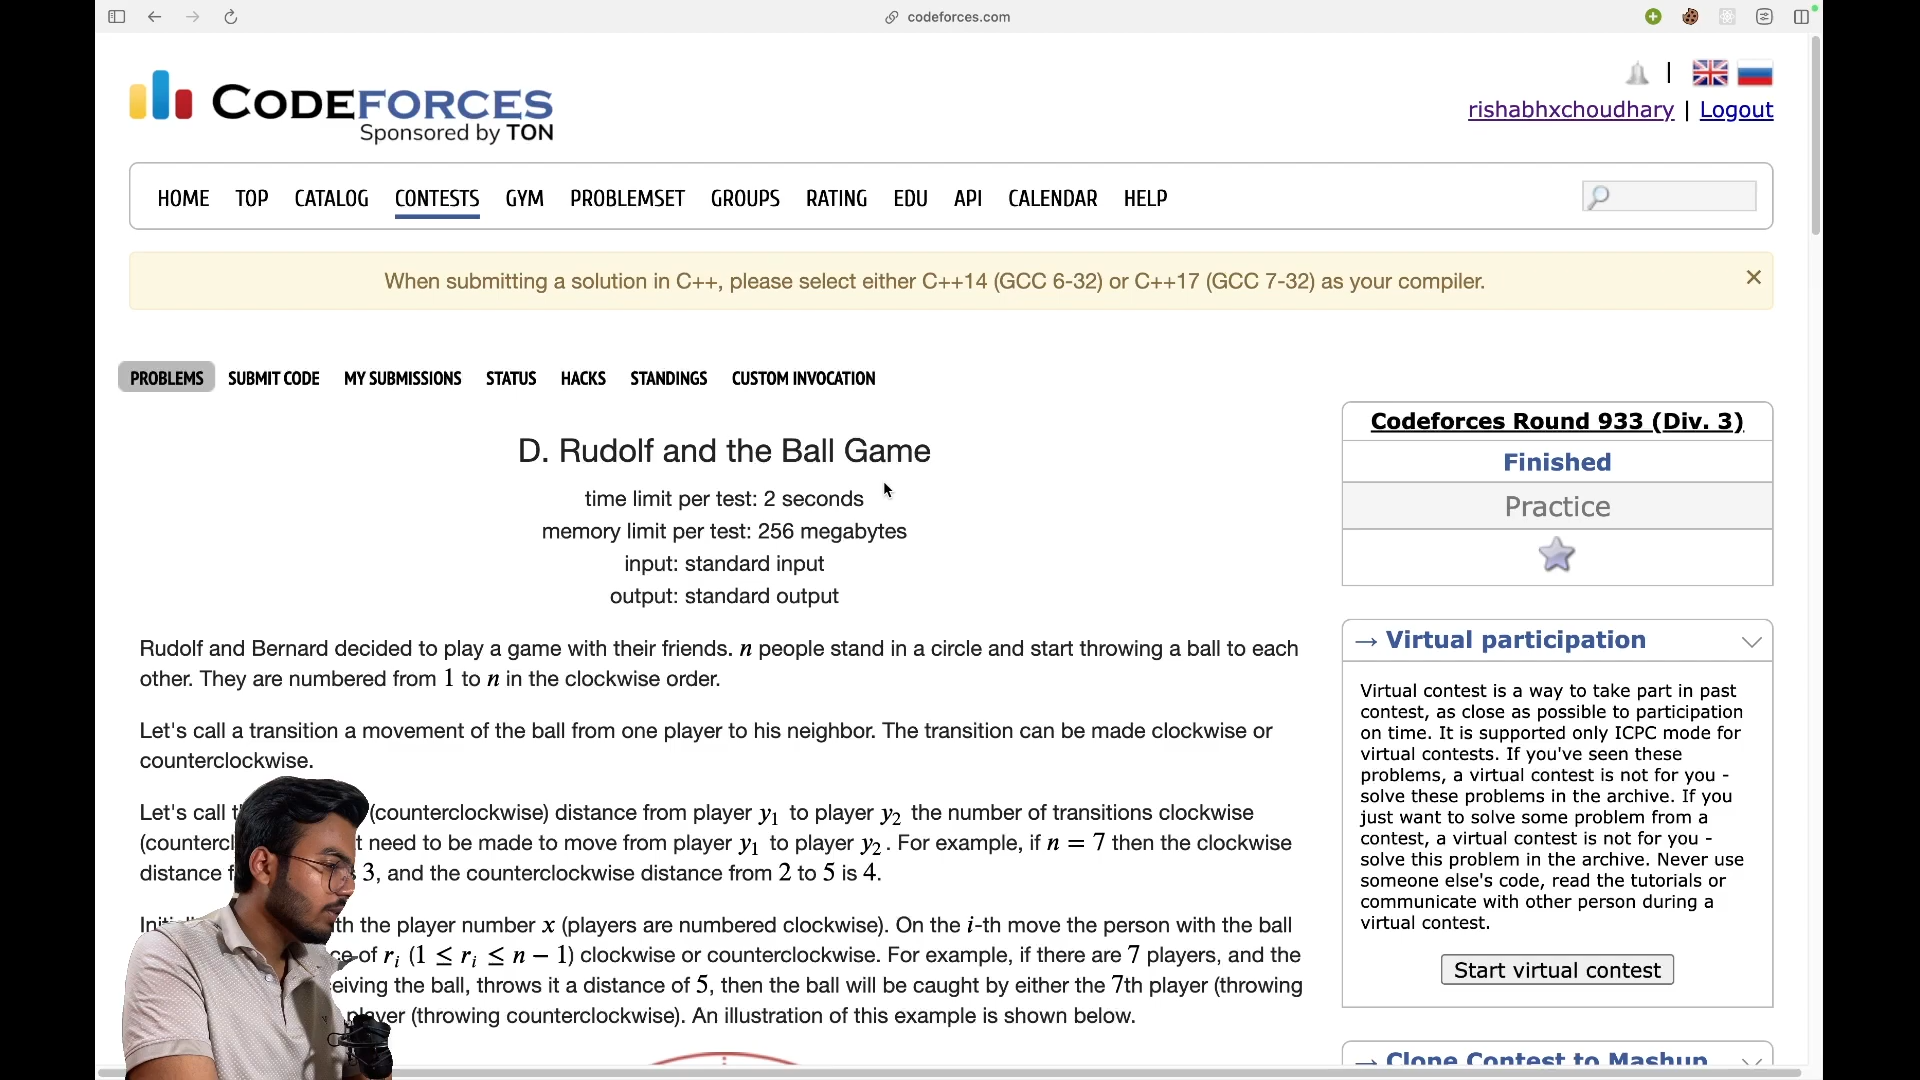 codeforces.com
CODEFORCES
Sponsored by TON
|
rishabhxchoudhary | Logout
HOME TOP CATALOG CONTESTS GYM PROBLEMSET GROUPS RATING EDU API CALENDAR HELP
When submitting a solution in C++, please select either C++14 (GCC 6-32) or C++17 (GCC 7-32) as your compiler.
PROBLEMS SUBMIT CODE MY SUBMISSIONS STATUS HACKS STANDINGS CUSTOM INVOCATION
D. Rudolf and the Ball Game
time limit per test: 2 seconds
memory limit per test: 256 megabytes
input: standard input
output: standard output
Rudolf and Bernard decided to play a game with their friends. n people stand in a circle and start throwing a ball to each
other. They are numbered from 1 to n in the clockwise order.
Let's call a transition a movement of the ball from one player to his neighbor. The transition can be made clockwise or
counterclockwise.
Let's call (counterclockwise) distance from player y₁ to player y₂ the number of transitions clockwise
need to be made to move from player y₁ to player y₂. For example, if n = 7 then the clockwise
distance 3, and the counterclockwise distance from 2 to 5 is 4.
the player number x (players are numbered clockwise). On the i-th move the person with the ball
of rᵢ (1 ≤ rᵢ ≤ n − 1) clockwise or counterclockwise. For example, if there are 7 players, and the
the ball, throws it a distance of 5, then the ball will be caught by either the 7th player (throwing
player (throwing counterclockwise). An illustration of this example is shown below.
Codeforces Round 933 (Div. 3)
Finished
Practice
→ Virtual participation
Virtual contest is a way to take part in past
contest, as close as possible to participation
on time. It is supported only ICPC mode for
virtual contests. If you've seen these
problems, a virtual contest is not for you -
solve these problems in the archive. If you
just want to solve some problem from a
contest, a virtual contest is not for you -
solve this problem in the archive. Never use
someone else's code, read the tutorials or
communicate with other person during a
virtual contest.
Start virtual contest
→ Clone Contest to Mashup